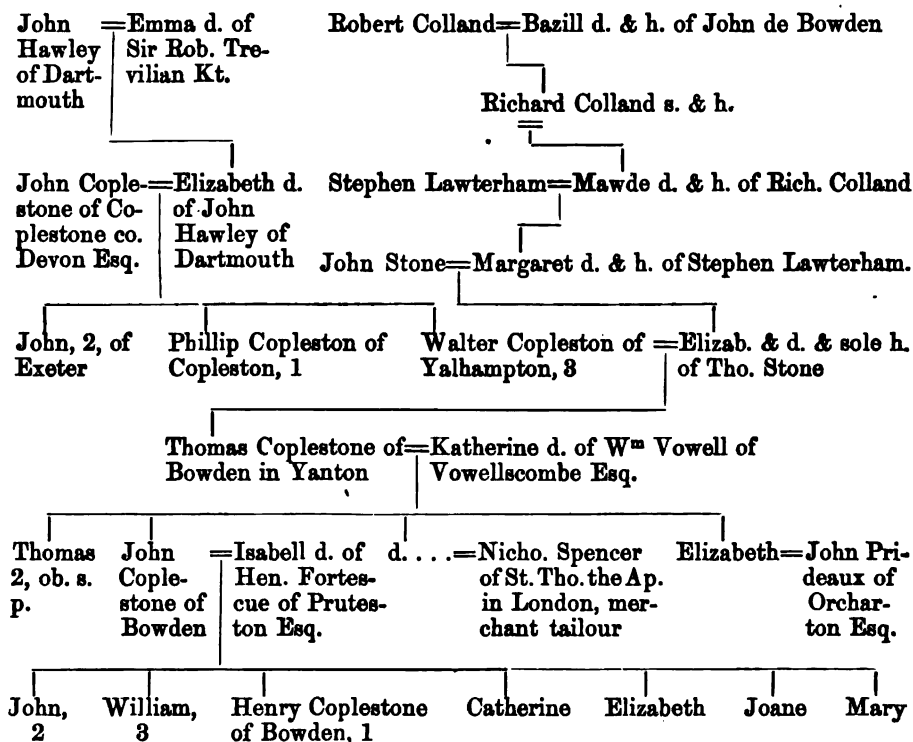 John =Emma d. of
Hawley Sir Rob. Tre-
of Dart- vilian Kt.
mouth
Robert Colland=Bazill d. & h. of John de Bowden
Richard Colland s. & h.
John Cople-=Elizabeth d.
stone of Co- of John
plestone co. Hawley of
Devon Esq. Dartmouth
Stephen Lawterham=Mawde d. & h. of Rich. Colland
John Stone=Margaret d. & h. of Stephen Lawterham.
John, 2, of
Exeter
Phillip Copleston of
Copleston, 1
Walter Copleston of =Elizab. & d. & sole h.
Yalhampton, 3 of Tho. Stone
Thomas Coplestone of=Katherine d. of Wᵐ Vowell of
Bowden in Yanton Vowellscombe Esq.
Thomas
2, ob. s.
p.
John =Isabell d. of
Cople- Hen. Fortes-
stone of cue of Prutes-
Bowden ton Esq.
d. . . .=Nicho. Spencer
of St. Tho. the Ap.
in London, mer-
chant tailour
Elizabeth=John Pri-
deaux of
Orchar-
ton Esq.
John,
2
William,
3
Henry Coplestone
of Bowden, 1
Catherine
Elizabeth
Joane
Mary